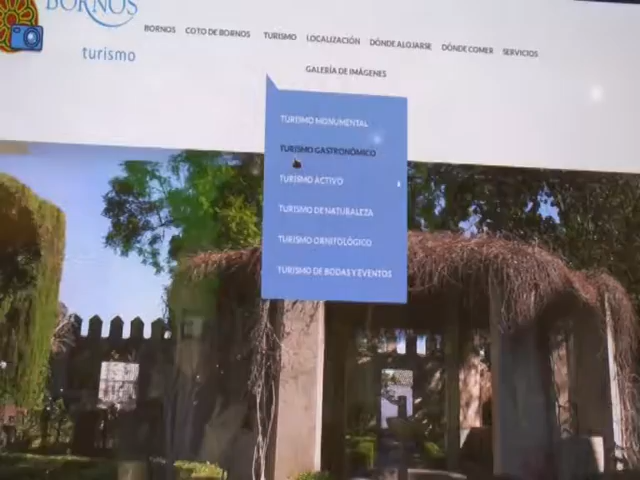 BORNOS
turismo
BORNOS COTO DE BORNOS TURISMO LOCALIZACIÓN DÓNDE ALOJARSE DÓNDE COMER SERVICIOS
GALERÍA DE IMÁGENES
TURISMO MONUMENTAL
TURISMO GASTRONÓMICO
TURISMO ACTIVO
TURISMO DE NATURALEZA
TURISMO ORNITOLÓGICO
TURISMO DE BODAS Y EVENTOS